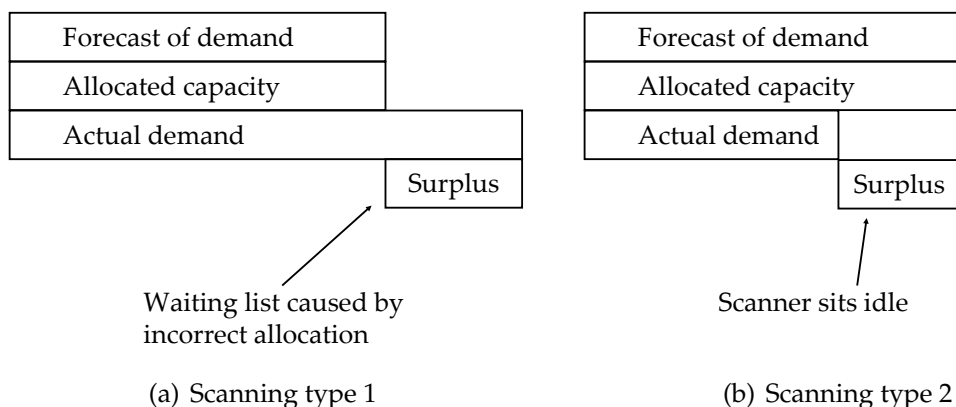 Forecast of demand
Allocated capacity
Actual demand
Surplus
Waiting list caused by
incorrect allocation
(a) Scanning type 1
Forecast of demand
Allocated capacity
Actual demand
Surplus
Scanner sits idle
(b) Scanning type 2